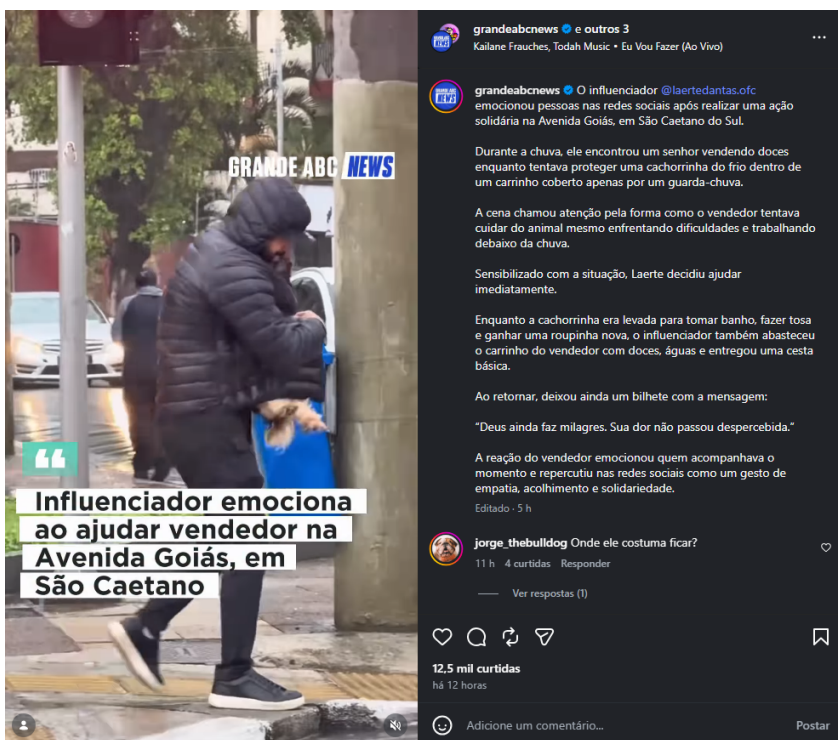 GRANDE ABC NEWS
Influenciador emociona
ao ajudar vendedor na
Avenida Goiás, em
São Caetano
grandeabcnews e outros 3
Kailane Frauches, Todah Music • Eu Vou Fazer (Ao Vivo)
grandeabcnews O influenciador @laertedantas.ofc
emocionou pessoas nas redes sociais após realizar uma ação
solidária na Avenida Goiás, em São Caetano do Sul.
Durante a chuva, ele encontrou um senhor vendendo doces
enquanto tentava proteger uma cachorrinha do frio dentro de
um carrinho coberto apenas por um guarda-chuva.
A cena chamou atenção pela forma como o vendedor tentava
cuidar do animal mesmo enfrentando dificuldades e trabalhando
debaixo da chuva.
Sensibilizado com a situação, Laerte decidiu ajudar
imediatamente.
Enquanto a cachorrinha era levada para tomar banho, fazer tosa
e ganhar uma roupinha nova, o influenciador também abasteceu
o carrinho do vendedor com doces, águas e entregou uma cesta
básica.
Ao retornar, deixou ainda um bilhete com a mensagem:
“Deus ainda faz milagres. Sua dor não passou despercebida.”
A reação do vendedor emocionou quem acompanhava o
momento e repercutiu nas redes sociais como um gesto de
empatia, acolhimento e solidariedade.
Editado · 5 h
jorge_thebulldog Onde ele costuma ficar?
11 h 4 curtidas Responder
Ver respostas (1)
12,5 mil curtidas
há 12 horas
Adicione um comentário...
Postar